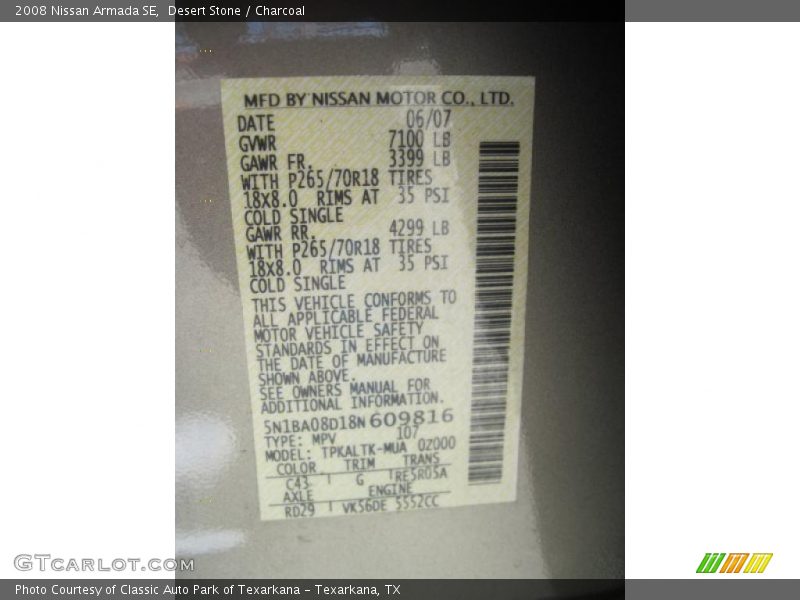 2008 Nissan Armada SE,  Desert Stone / Charcoal
MFD BY NISSAN MOTOR CO., LTD.
DATE 06/07
GVWR 7100 LB
GAWR FR. 3399 LB
WITH P265/70R18 TIRES
18X8.0 RIMS AT 35 PSI
COLD SINGLE
GAWR RR. 4299 LB
WITH P265/70R18 TIRES
18X8.0 RIMS AT 35 PSI
COLD SINGLE
THIS VEHICLE CONFORMS TO
ALL APPLICABLE FEDERAL
MOTOR VEHICLE SAFETY
STANDARDS IN EFFECT ON
THE DATE OF MANUFACTURE
SHOWN ABOVE.
SEE OWNERS MANUAL FOR
ADDITIONAL INFORMATION.
5N1BA08D18N609816
TYPE: MPV 107
MODEL: TPKALTK-MUA 0Z000
COLOR TRIM TRANS
C43 G RE5R05A
AXLE ENGINE
RD29 VK56DE 5552CC
GTCARLOT.COM
Photo Courtesy of Classic Auto Park of Texarkana - Texarkana, TX